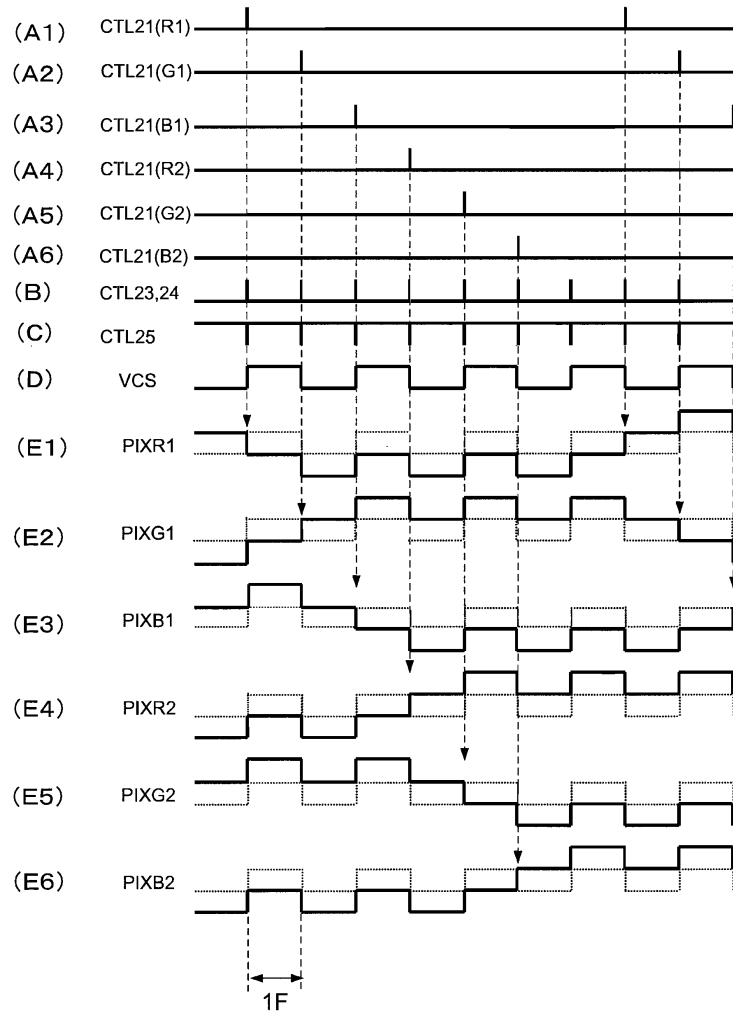 (A1) CTL21(R1)
(A2) CTL21(G1)
(A3) CTL21(B1)
(A4) CTL21(R2)
(A5) CTL21(G2)
(A6) CTL21(B2)
(B) CTL23,24
(C) CTL25
(D) VCS
(E1) PIXR1
(E2) PIXG1
(E3) PIXB1
(E4) PIXR2
(E5) PIXG2
(E6) PIXB2
1F